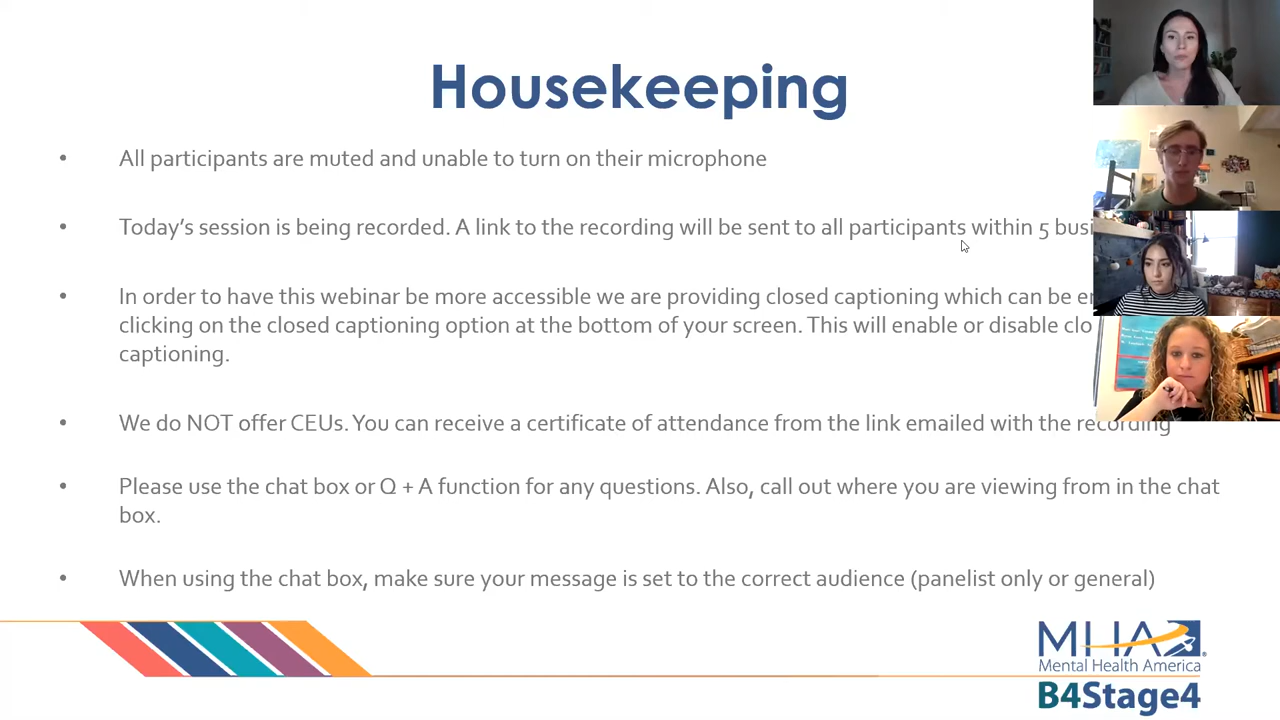 Housekeeping
• All participants are muted and unable to turn on their microphone
• Today's session is being recorded. A link to the recording will be sent to all participants within 5
• In order to have this webinar be more accessible we are providing closed captioning which can be
clicking on the closed captioning option at the bottom of your screen. This will enable or disable
captioning.
• We do NOT offer CEUs. You can receive a certificate of attendance from the link emailed with the recording
• Please use the chat box or Q + A function for any questions. Also, call out where you are viewing from in the chat
box.
• When using the chat box, make sure your message is set to the correct audience (panelist only or general)
MHA
Mental Health America
B4Stage4